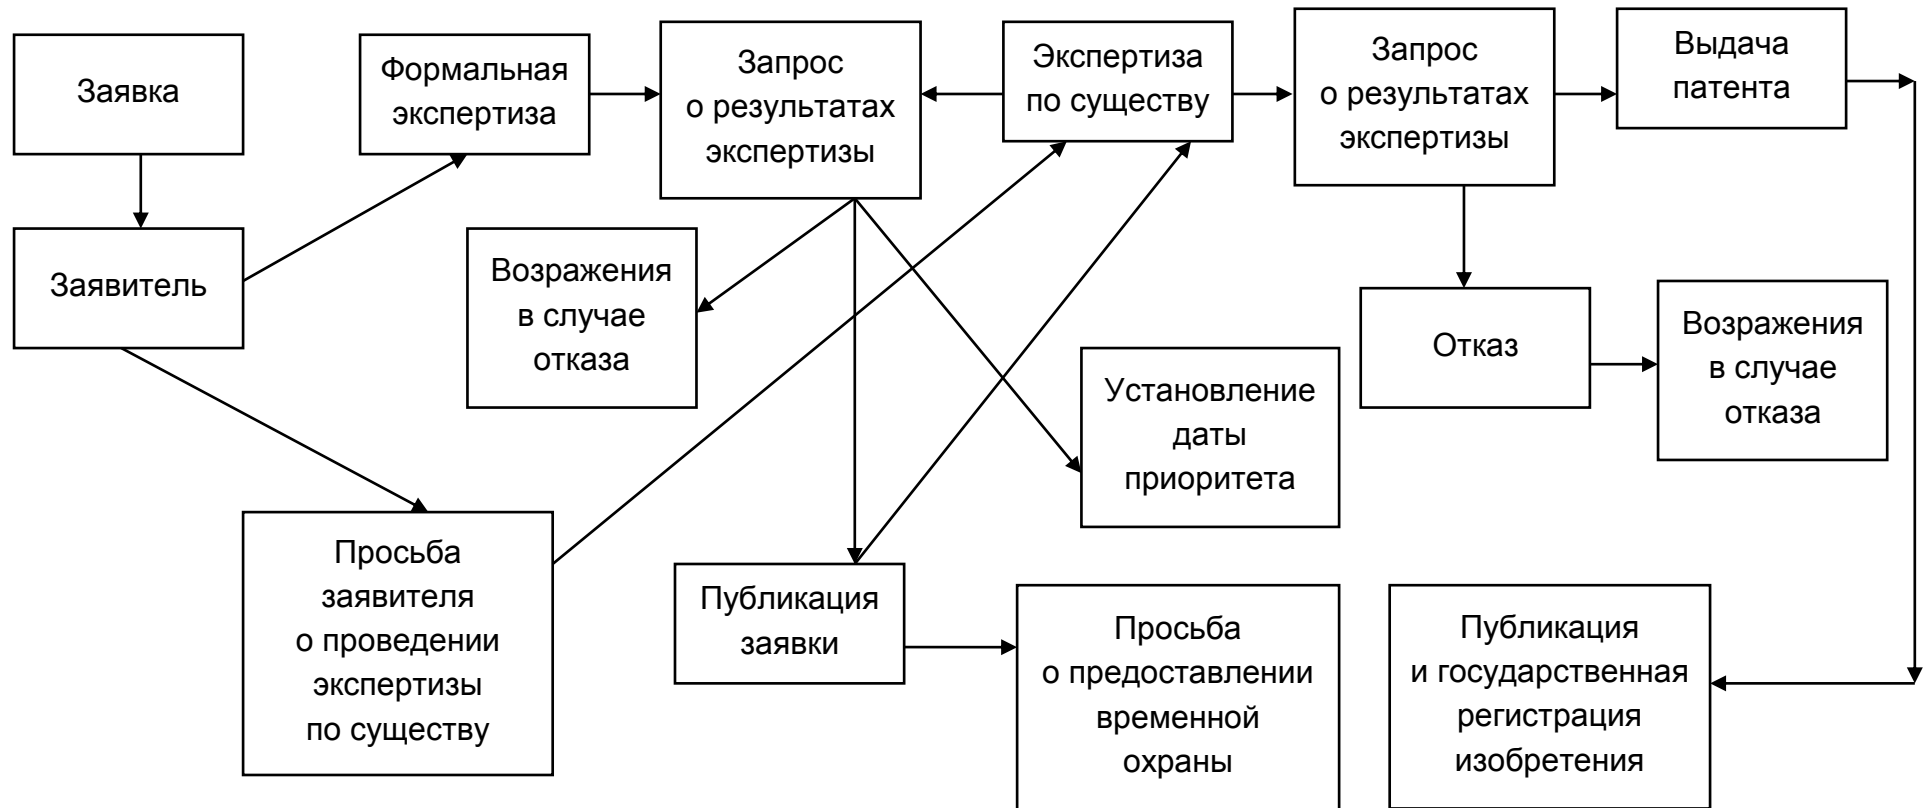 Заявка
Формальная
экспертиза
Запрос
о результатах
экспертизы
Экспертиза
по существу
Запрос
о результатах
экспертизы
Выдача
патента
Заявитель
Возражения
в случае
отказа
Установление
даты
приоритета
Отказ
Возражения
в случае
отказа
Просьба
заявителя
о проведении
экспертизы
по существу
Публикация
заявки
Просьба
о предоставлении
временной
охраны
Публикация
и государственная
регистрация
изобретения